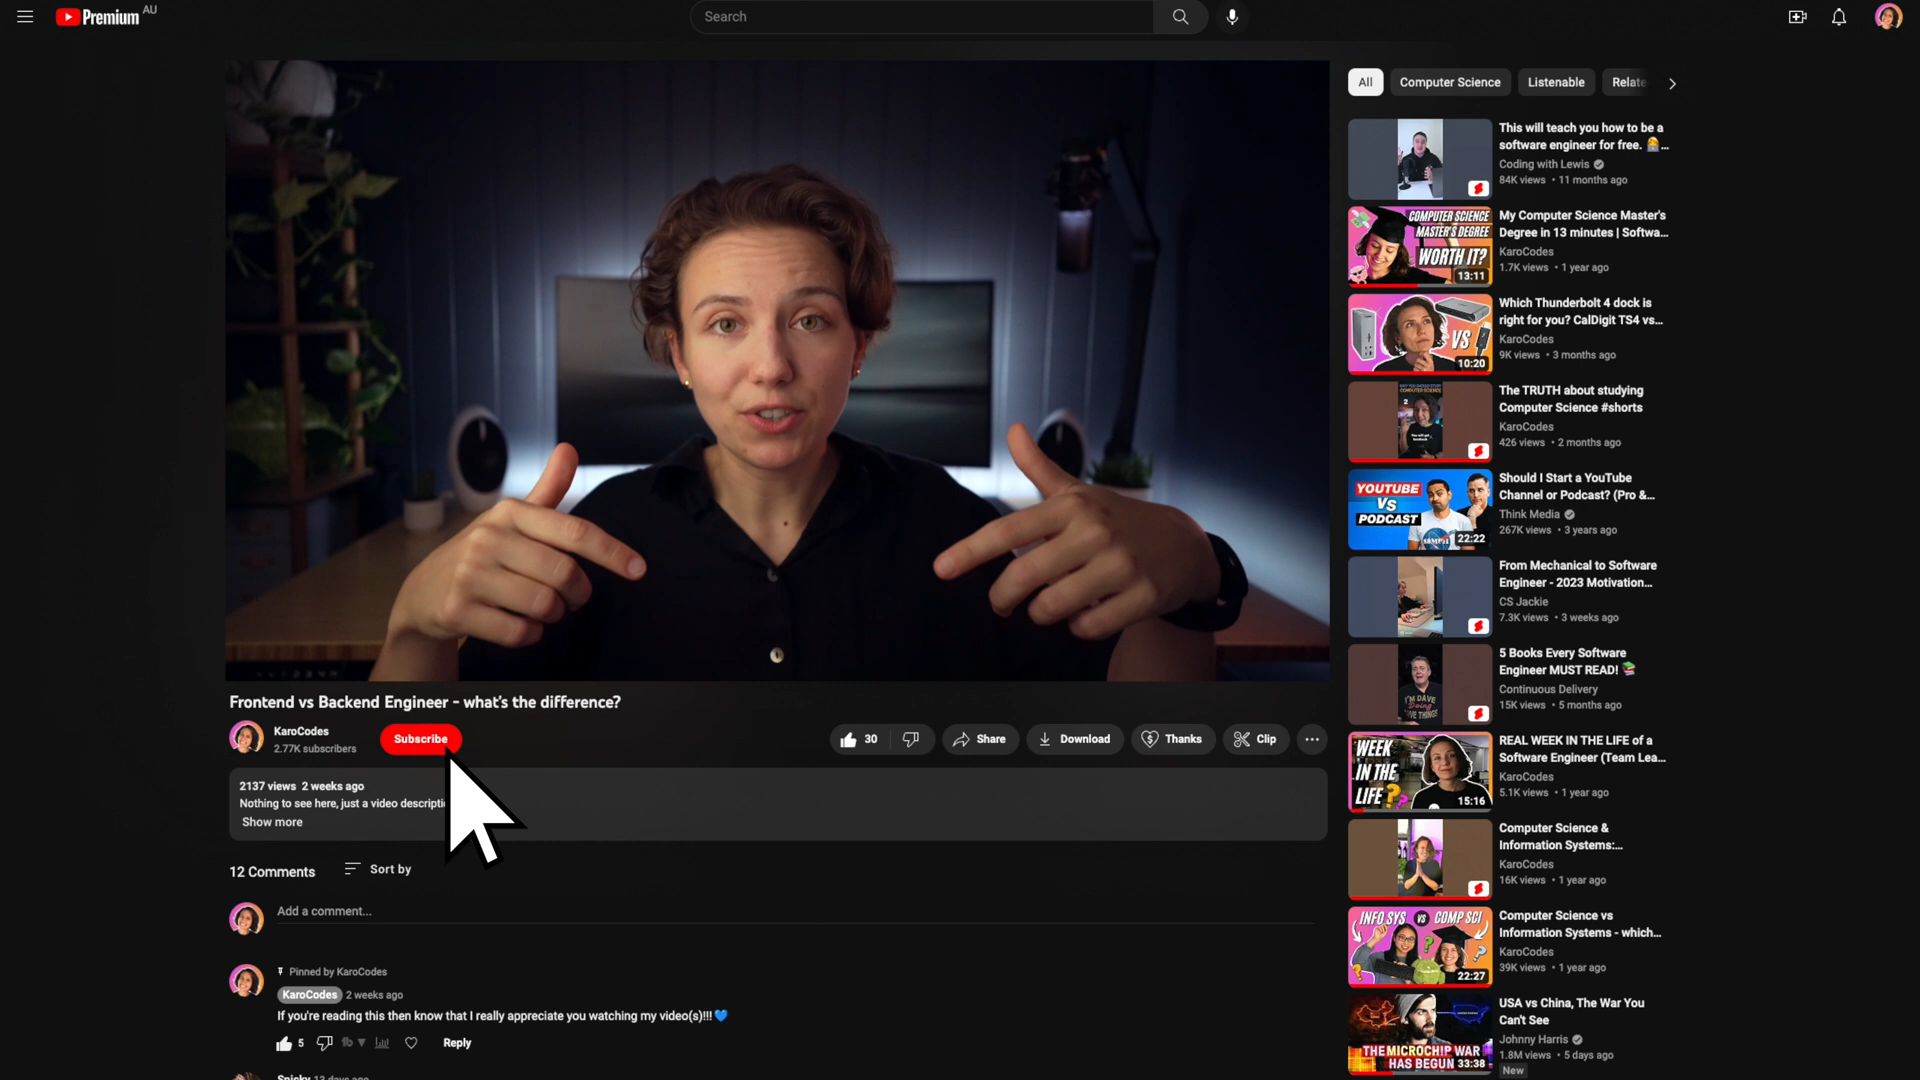 Premium AU
Search
All
Computer Science
Listenable
Relate
This will teach you how to be a
software engineer for free. 👷...
Coding with Lewis
84K views • 11 months ago
COMPUTER SCIENCE
MASTER'S DEGREE
WORTH IT?
13:11
My Computer Science Master's
Degree in 13 minutes | Softwa...
KaroCodes
1.7K views • 1 year ago
VS
10:20
Which Thunderbolt 4 dock is
right for you? CalDigit TS4 vs...
KaroCodes
9K views • 3 months ago
2
The TRUTH about studying
Computer Science #shorts
KaroCodes
426 views • 2 months ago
YOUTUBE
VS
PODCAST
22:22
Should I Start a YouTube
Channel or Podcast? (Pro &...
Think Media
267K views • 3 years ago
From Mechanical to Software
Engineer - 2023 Motivation...
CS Jackie
7.3K views • 3 weeks ago
I'M DAVE
Doing
LOVE THINGS
5 Books Every Software
Engineer MUST READ! 📚
Continuous Delivery
15K views • 5 months ago
WEEK
IN THE
LIFE??
15:16
REAL WEEK IN THE LIFE of a
Software Engineer (Team Lea...
KaroCodes
5.1K views • 1 year ago
Computer Science &
Information Systems:...
KaroCodes
16K views • 1 year ago
INFO SYS VS COMP SCI
22:27
Computer Science vs
Information Systems - which...
KaroCodes
39K views • 1 year ago
THE MICROCHIP WAR
HAS BEGUN
33:38
USA vs China, The War You
Can't See
Johnny Harris
1.8M views • 5 days ago
New
Frontend vs Backend Engineer - what's the difference?
KaroCodes
2.77K subscribers
Subscribe
30
Share
Download
Thanks
Clip
2137 views 2 weeks ago
Nothing to see here, just a video descripti
Show more
12 Comments
Sort by
Add a comment...
Pinned by KaroCodes
KaroCodes 2 weeks ago
If you're reading this then know that I really appreciate you watching my video(s)!!! 💙
5
Reply
Spicky 13 days ago